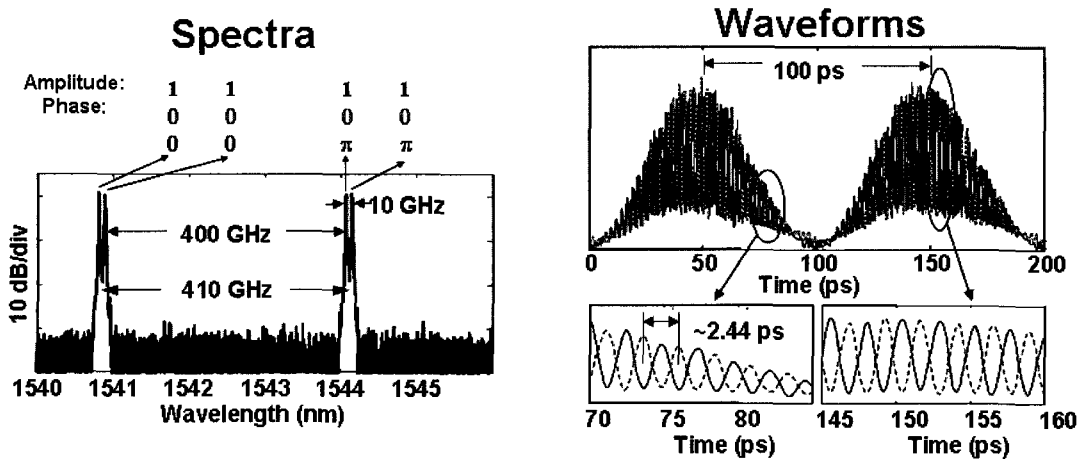 Spectra
Amplitude: 1 1 1 1
Phase: 0 0 0 0
0 0 π π
10 GHz
400 GHz
410 GHz
10 dB/div
1540 1541 1542 1543 1544 1545
Wavelength (nm)
Waveforms
100 ps
0 50 100 150 200
Time (ps)
~2.44 ps
70 75 80
Time (ps)
145 150 155 160
Time (ps)